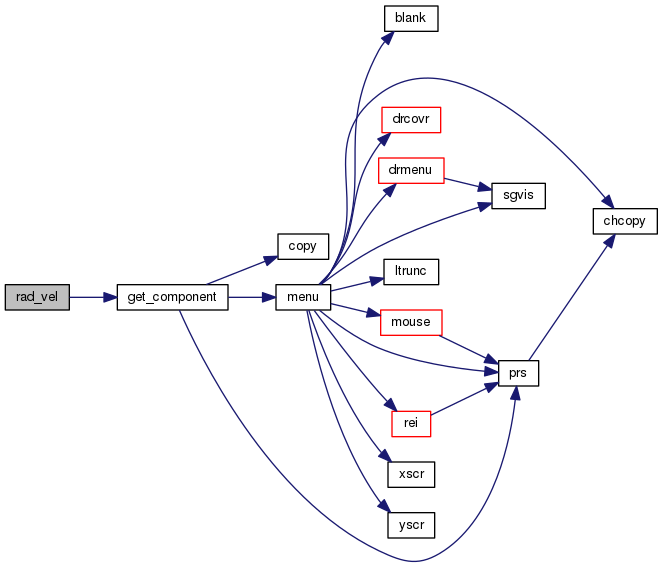 blank
drcovr
drmenu
sgvis
chcopy
copy
ltrunc
rad_vel
get_component
menu
mouse
prs
rei
xscr
yscr